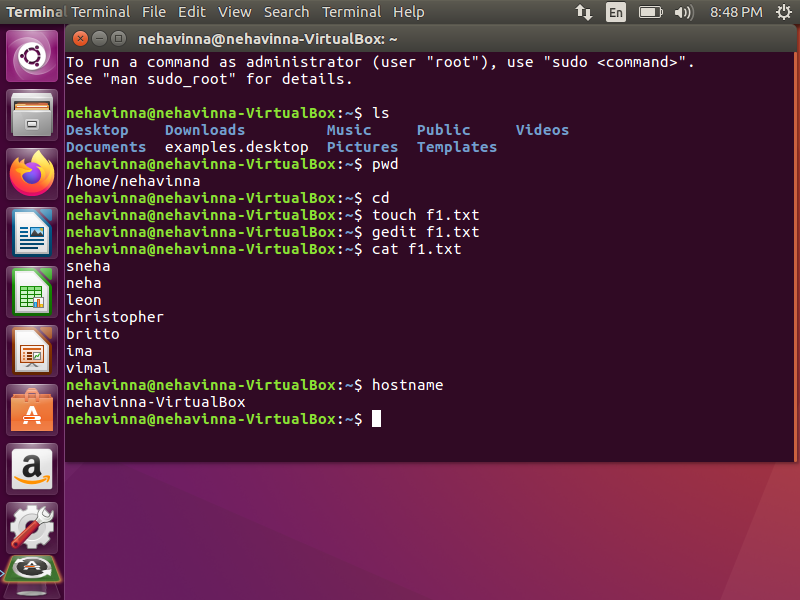 Terminal Terminal File Edit View Search Terminal Help En 8:48 PM
nehavinna@nehavinna-VirtualBox: ~
To run a command as administrator (user "root"), use "sudo <command>".
See "man sudo_root" for details.
nehavinna@nehavinna-VirtualBox:~$ ls
Desktop Downloads Music Public Videos
Documents examples.desktop Pictures Templates
nehavinna@nehavinna-VirtualBox:~$ pwd
/home/nehavinna
nehavinna@nehavinna-VirtualBox:~$ cd
nehavinna@nehavinna-VirtualBox:~$ touch f1.txt
nehavinna@nehavinna-VirtualBox:~$ gedit f1.txt
nehavinna@nehavinna-VirtualBox:~$ cat f1.txt
sneha
neha
leon
christopher
britto
ima
vimal
nehavinna@nehavinna-VirtualBox:~$ hostname
nehavinna-VirtualBox
nehavinna@nehavinna-VirtualBox:~$